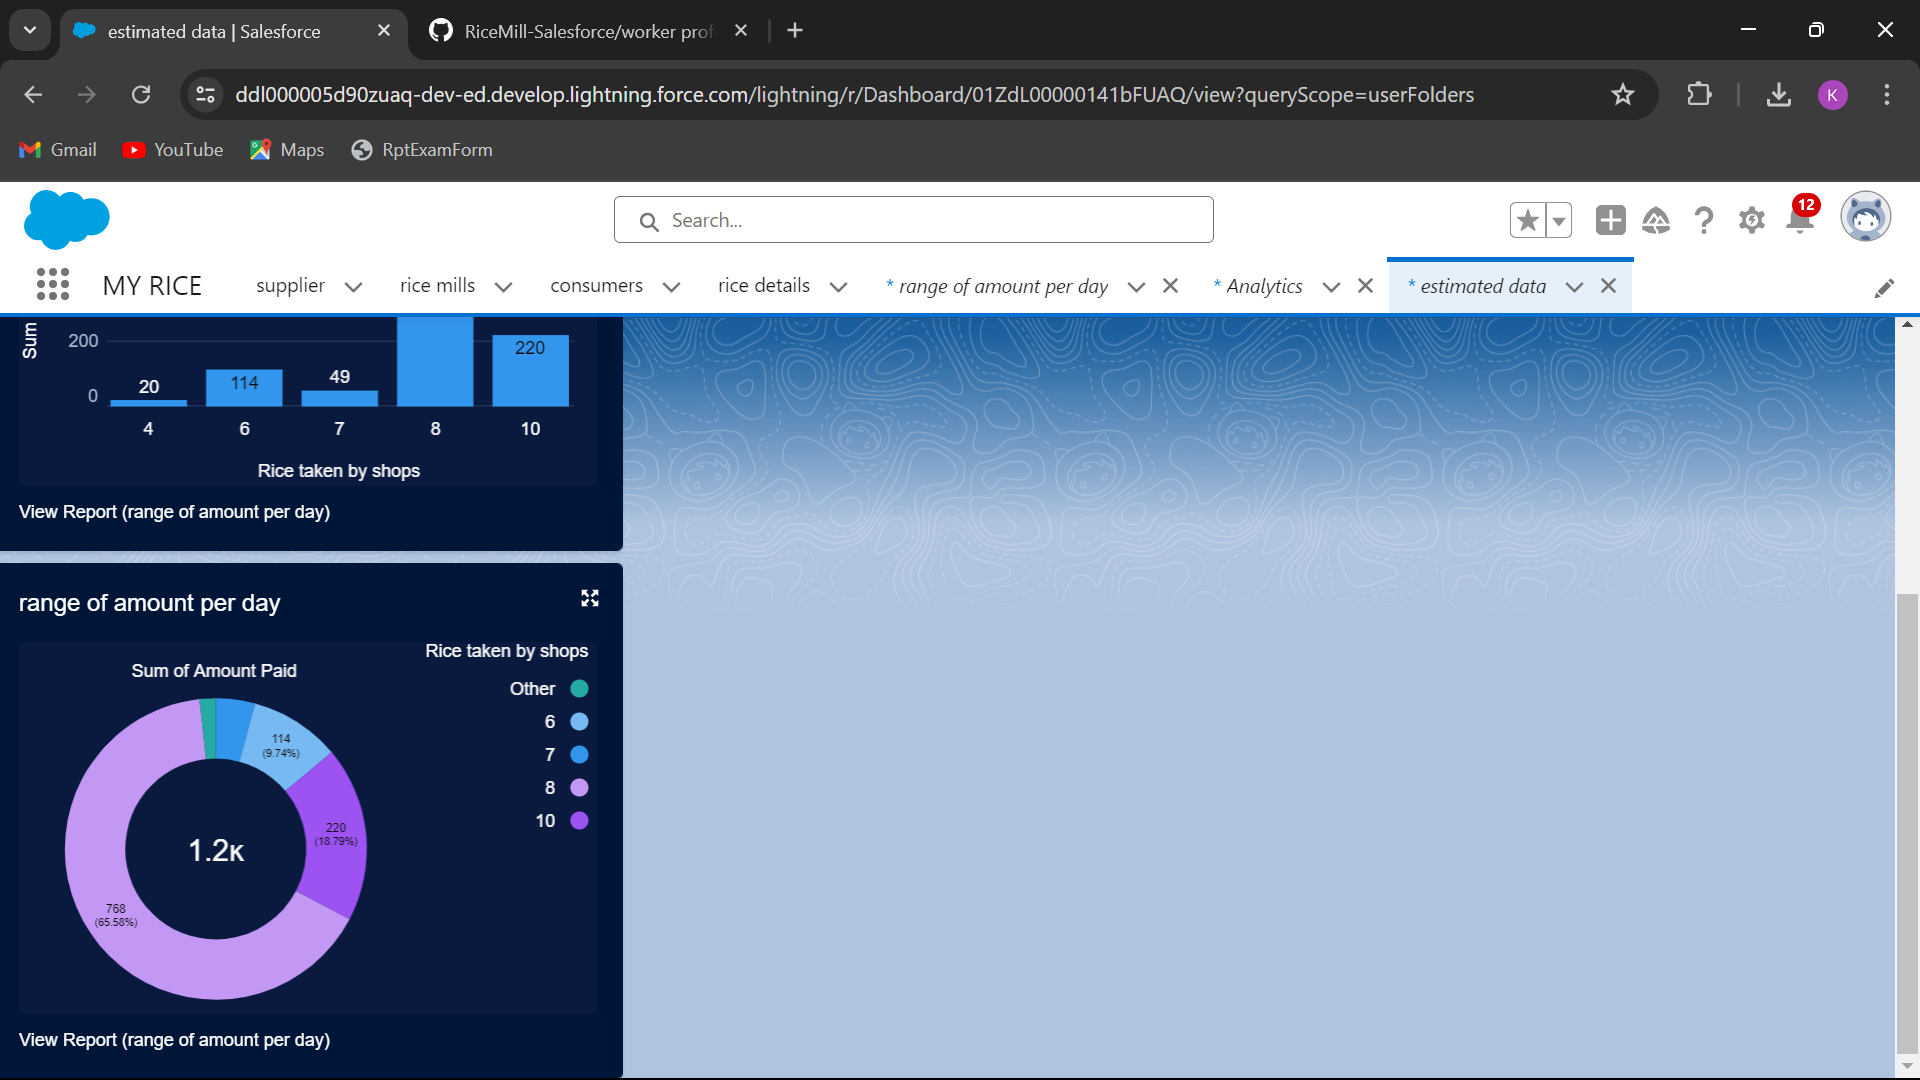 estimated data | Salesforce
RiceMill-Salesforce/worker prof
ddl000005d90zuaq-dev-ed.develop.lightning.force.com/lightning/r/Dashboard/01ZdL00000141bFUAQ/view?queryScope=userFolders
K
Gmail
YouTube
Maps
RptExamForm
Search...
12
MY RICE
supplier
rice mills
consumers
rice details
* range of amount per day
* Analytics
* estimated data
Sum
200
0
20
114
49
220
4
6
7
8
10
Rice taken by shops
View Report (range of amount per day)
range of amount per day
Rice taken by shops
Sum of Amount Paid
Other
6
7
8
10
114
(9.74%)
220
(18.79%)
1.2K
768
(65.58%)
View Report (range of amount per day)